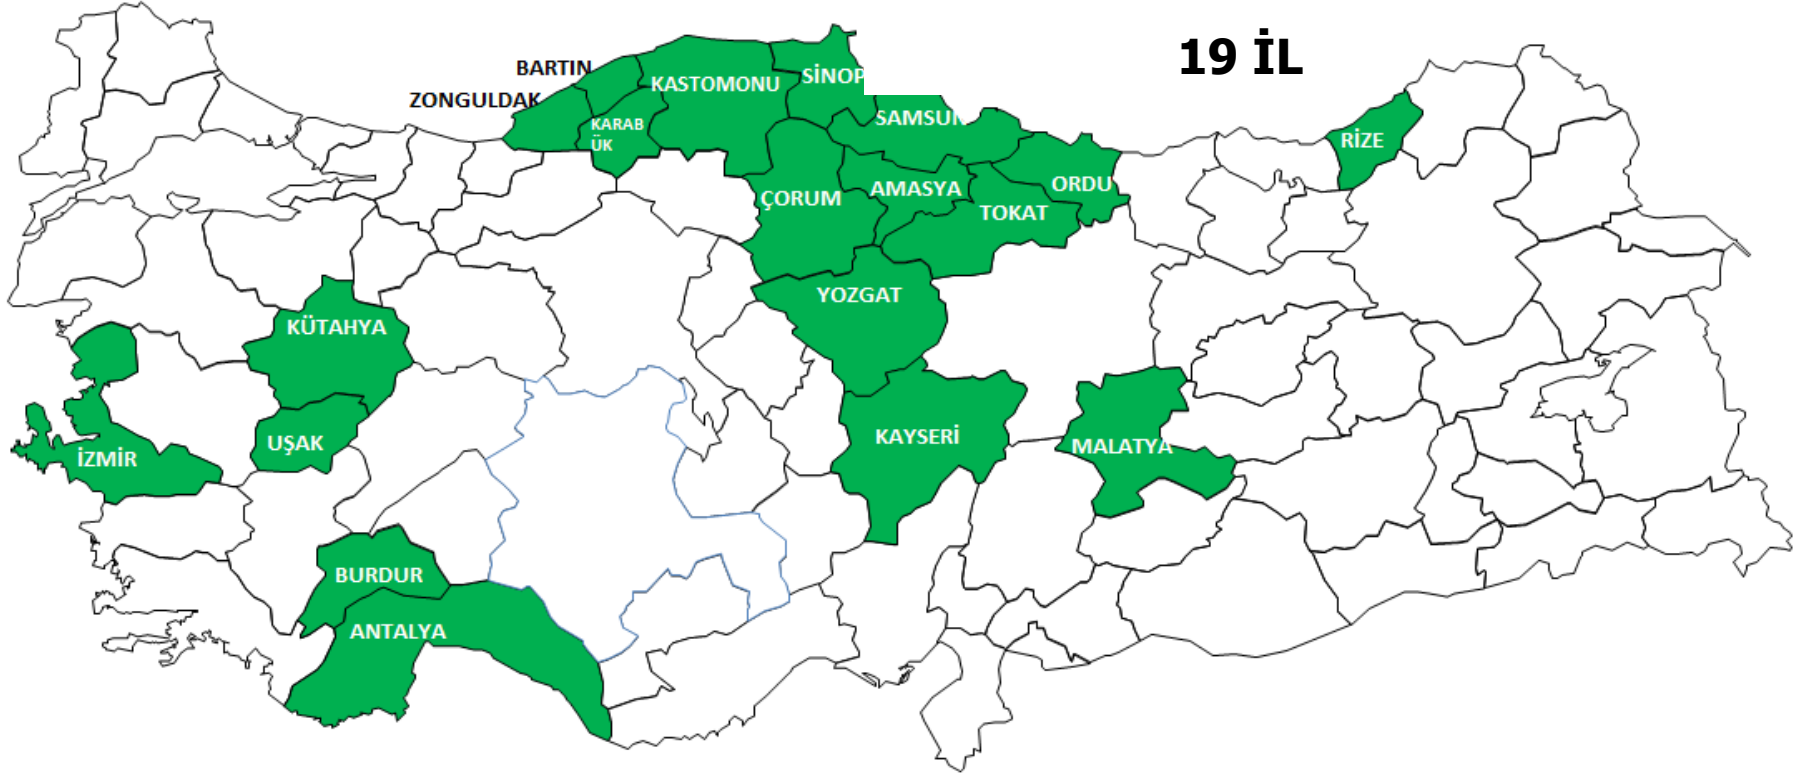 19 İL
BARTIN
ZONGULDAK
KASTOMONU
SİNOP
SAMSUN
KARAB
ÜK
RİZE
ÇORUM
AMASYA
ORDU
TOKAT
YOZGAT
KÜTAHYA
UŞAK
İZMİR
KAYSERİ
MALATYA
BURDUR
ANTALYA